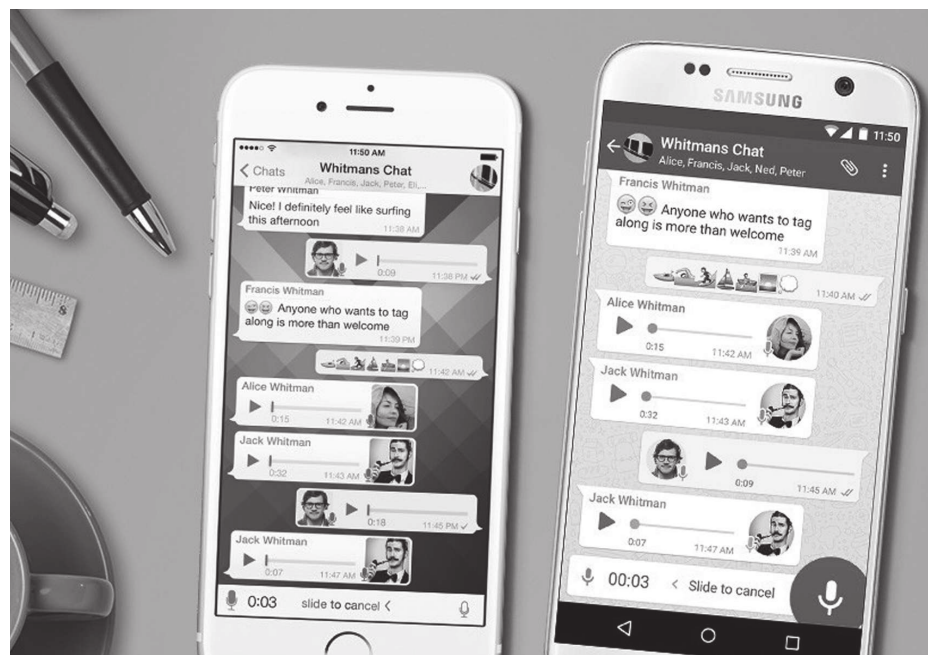 8
11:50 AM
Chats
Whitmans Chat
Alice, Francis, Jack, Peter, Eli,...
Peter Whitman
Nice! I definitely feel like surfing
this afternoon
11:38 AM
0:09
11:38 PM
Francis Whitman
😜😆 Anyone who wants to tag
along is more than welcome
11:39 PM
11:42 AM
Alice Whitman
0:15
11:42 AM
Jack Whitman
0:32
11:43 AM
0:18
11:45 PM
Jack Whitman
0:07
11:47 AM
0:03 slide to cancel <
SAMSUNG
11:50
Whitmans Chat
Alice, Francis, Jack, Ned, Peter
Francis Whitman
😜😆 Anyone who wants to tag
along is more than welcome
11:39 AM
11:40 AM
Alice Whitman
0:15
11:42 AM
Jack Whitman
0:32
11:43 AM
0:09
11:45 AM
Jack Whitman
0:07
11:47 AM
00:03 < Slide to cancel